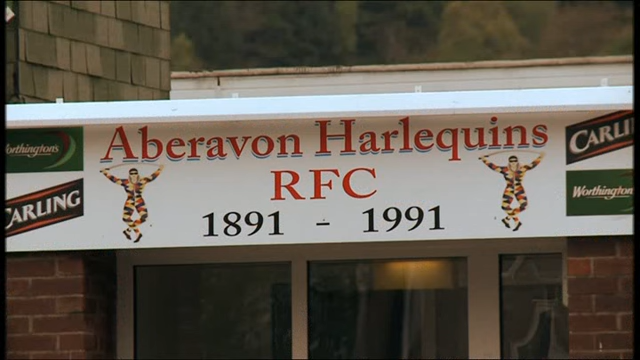 Aberavon Harlequins
RFC
1891 - 1991
Worthington's
CARLING
CARLING
Worthington's